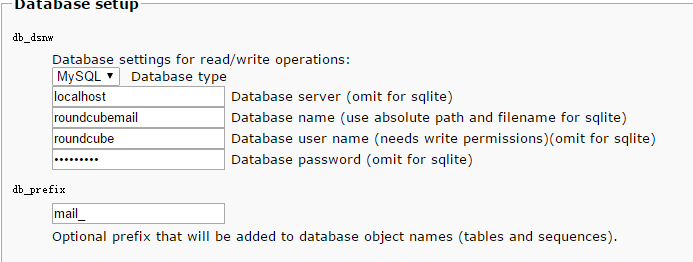 Database setup
db_dsnw
Database settings for read/write operations:
MySQL ▼ Database type
localhost Database server (omit for sqlite)
roundcubemail Database name (use absolute path and filename for sqlite)
roundcube Database user name (needs write permissions)(omit for sqlite)
••••••••• Database password (omit for sqlite)
db_prefix
mail_
Optional prefix that will be added to database object names (tables and sequences).